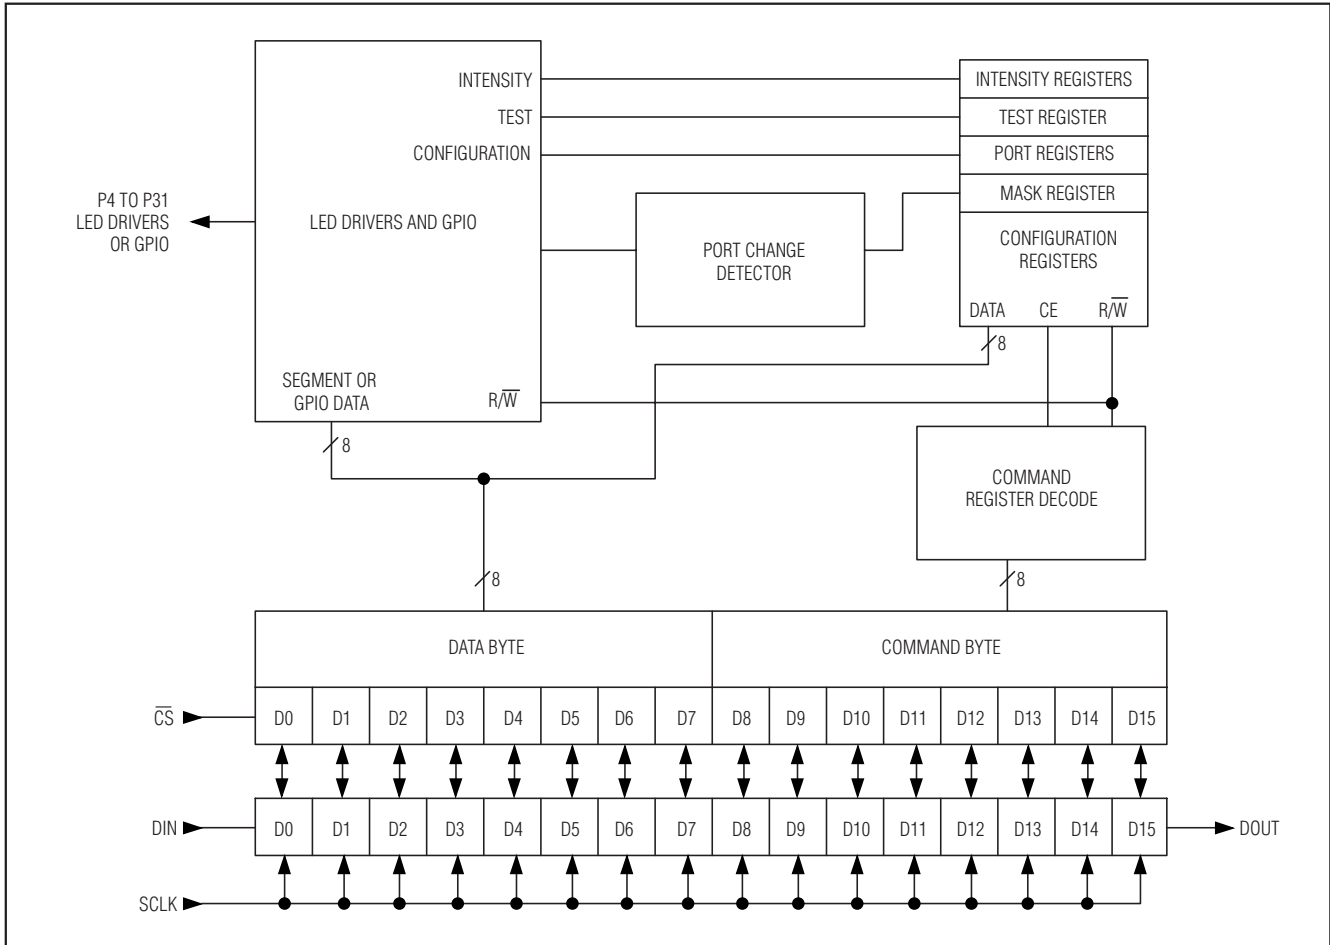 INTENSITY
TEST
CONFIGURATION
LED DRIVERS AND GPIO
SEGMENT OR
GPIO DATA
R/W̅
P4 TO P31
LED DRIVERS
OR GPIO
PORT CHANGE
DETECTOR
INTENSITY REGISTERS
TEST REGISTER
PORT REGISTERS
MASK REGISTER
CONFIGURATION
REGISTERS
DATA CE R/W̅
8
8
COMMAND
REGISTER DECODE
8
8
DATA BYTE COMMAND BYTE
C̅S̅ D0 D1 D2 D3 D4 D5 D6 D7 D8 D9 D10 D11 D12 D13 D14 D15
DIN D0 D1 D2 D3 D4 D5 D6 D7 D8 D9 D10 D11 D12 D13 D14 D15 DOUT
SCLK